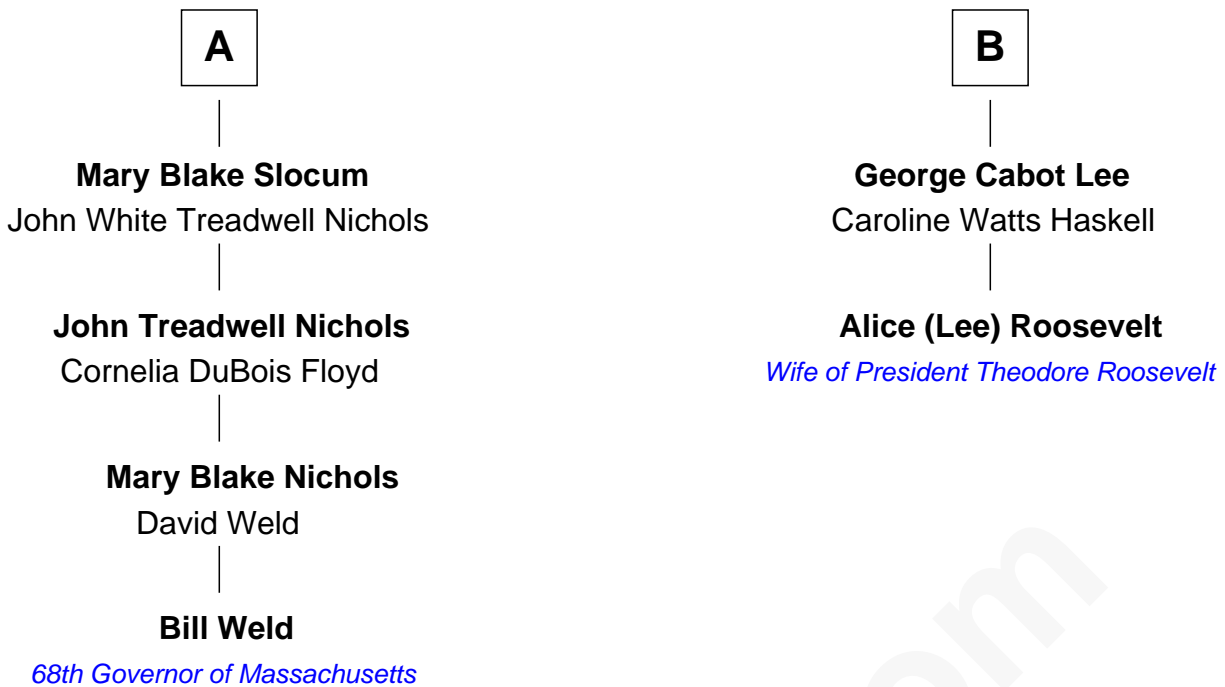 A
Mary Blake Slocum
John White Treadwell Nichols
John Treadwell Nichols
Cornelia DuBois Floyd
Mary Blake Nichols
David Weld
Bill Weld
68th Governor of Massachusetts
B
George Cabot Lee
Caroline Watts Haskell
Alice (Lee) Roosevelt
Wife of President Theodore Roosevelt
om